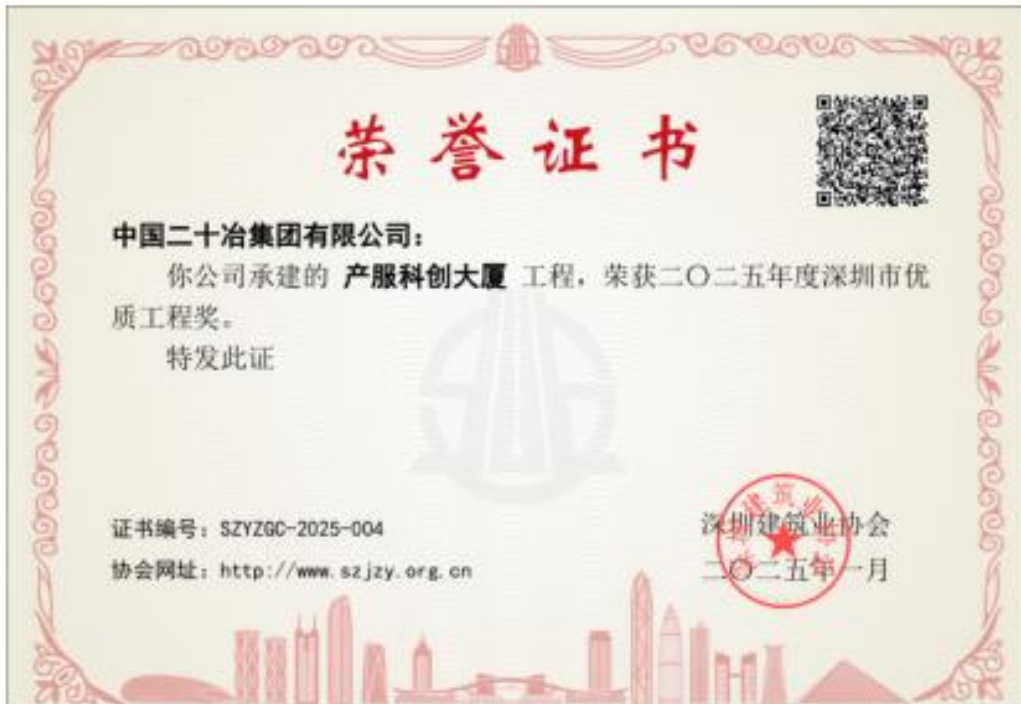 荣誉证书
中国二十冶集团有限公司：
你公司承建的 产服科创大厦 工程，荣获二〇二五年度深圳市优
质工程奖。
特发此证
证书编号：SZYZGC-2025-004
深圳建筑业协会
协会网址：http://www.szjzy.org.cn
二〇二五年一月